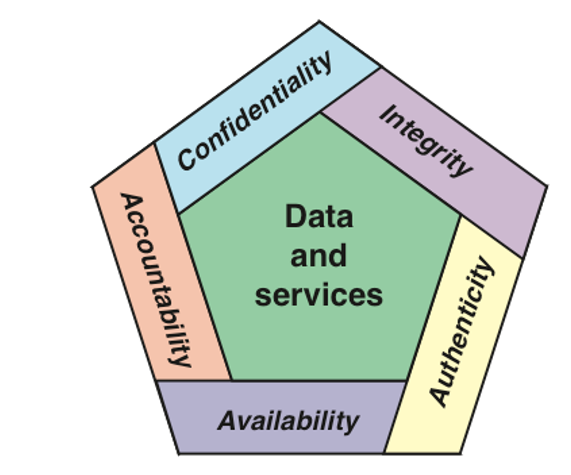 Confidentiality
Integrity
Accountability
Data
and
services
Authenticity
Availability